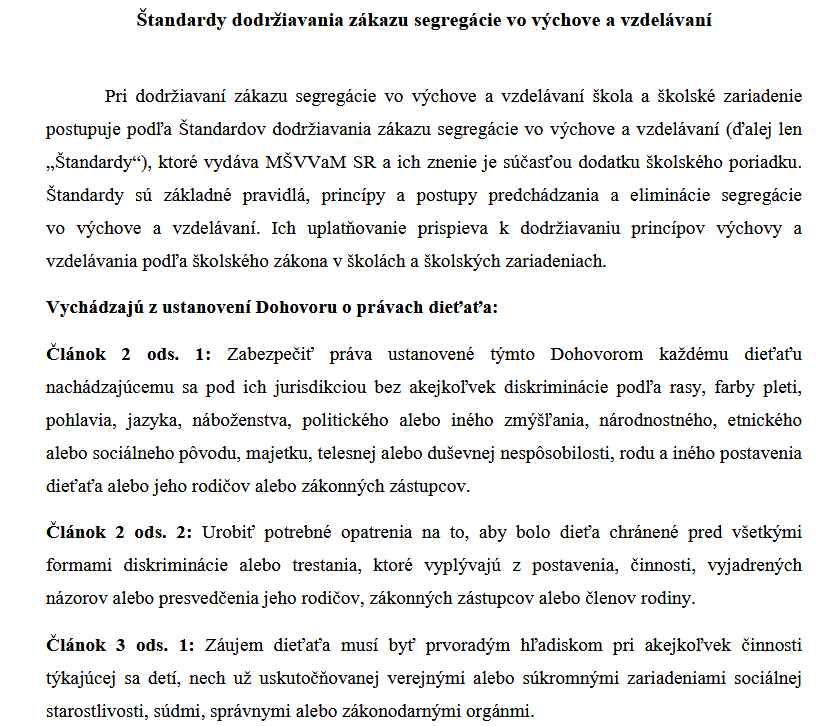 Štandardy dodržiavania zákazu segregácie vo výchove a vzdelávaní
Pri dodržiavaní zákazu segregácie vo výchove a vzdelávaní škola a školské zariadenie
postupuje podľa Štandardov dodržiavania zákazu segregácie vo výchove a vzdelávaní (ďalej len
„Štandardy“), ktoré vydáva MŠVVaM SR a ich znenie je súčasťou dodatku školského poriadku.
Štandardy sú základné pravidlá, princípy a postupy predchádzania a eliminácie segregácie
vo výchove a vzdelávaní. Ich uplatňovanie prispieva k dodržiavaniu princípov výchovy a
vzdelávania podľa školského zákona v školách a školských zariadeniach.
Vychádzajú z ustanovení Dohovoru o právach dieťaťa:
Článok 2 ods. 1: Zabezpečiť práva ustanovené týmto Dohovorom každému dieťaťu
nachádzajúcemu sa pod ich jurisdikciou bez akejkoľvek diskriminácie podľa rasy, farby pleti,
pohlavia, jazyka, náboženstva, politického alebo iného zmýšľania, národnostného, etnického
alebo sociálneho pôvodu, majetku, telesnej alebo duševnej nespôsobilosti, rodu a iného postavenia
dieťaťa alebo jeho rodičov alebo zákonných zástupcov.
Článok 2 ods. 2: Urobiť potrebné opatrenia na to, aby bolo dieťa chránené pred všetkými
formami diskriminácie alebo trestania, ktoré vyplývajú z postavenia, činnosti, vyjadrených
názorov alebo presvedčenia jeho rodičov, zákonných zástupcov alebo členov rodiny.
Článok 3 ods. 1: Záujem dieťaťa musí byť prvoradým hľadiskom pri akejkoľvek činnosti
týkajúcej sa detí, nech už uskutočňovanej verejnými alebo súkromnými zariadeniami sociálnej
starostlivosti, súdmi, správnymi alebo zákonodarnými orgánmi.